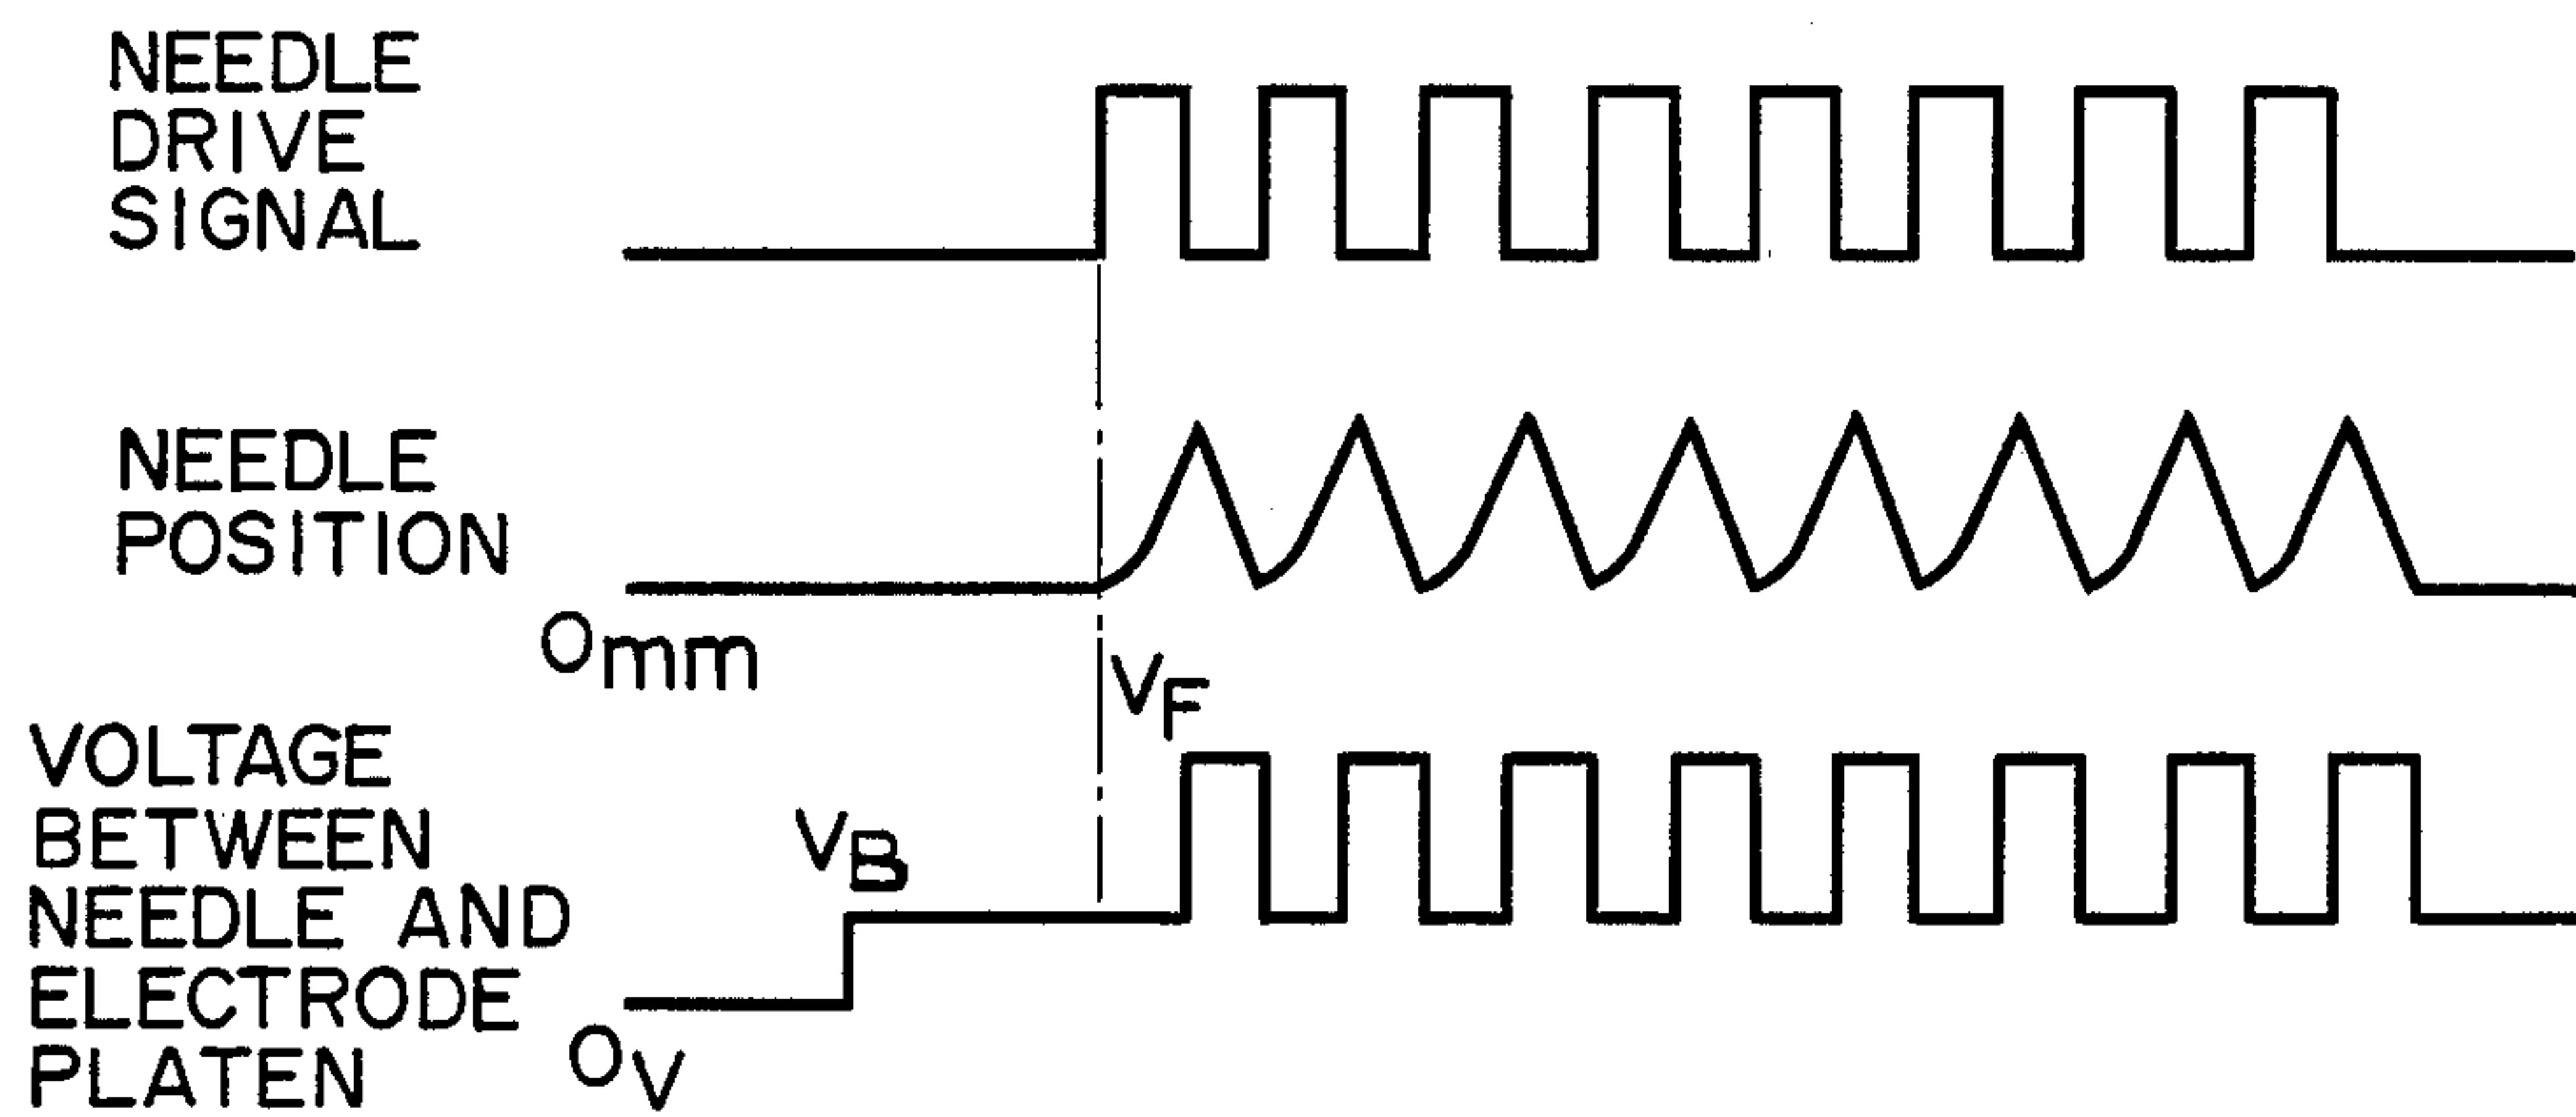 NEEDLE
DRIVE
SIGNAL
NEEDLE
POSITION
0mm
VF
VOLTAGE
BETWEEN
NEEDLE AND
ELECTRODE
PLATEN
VB
0V